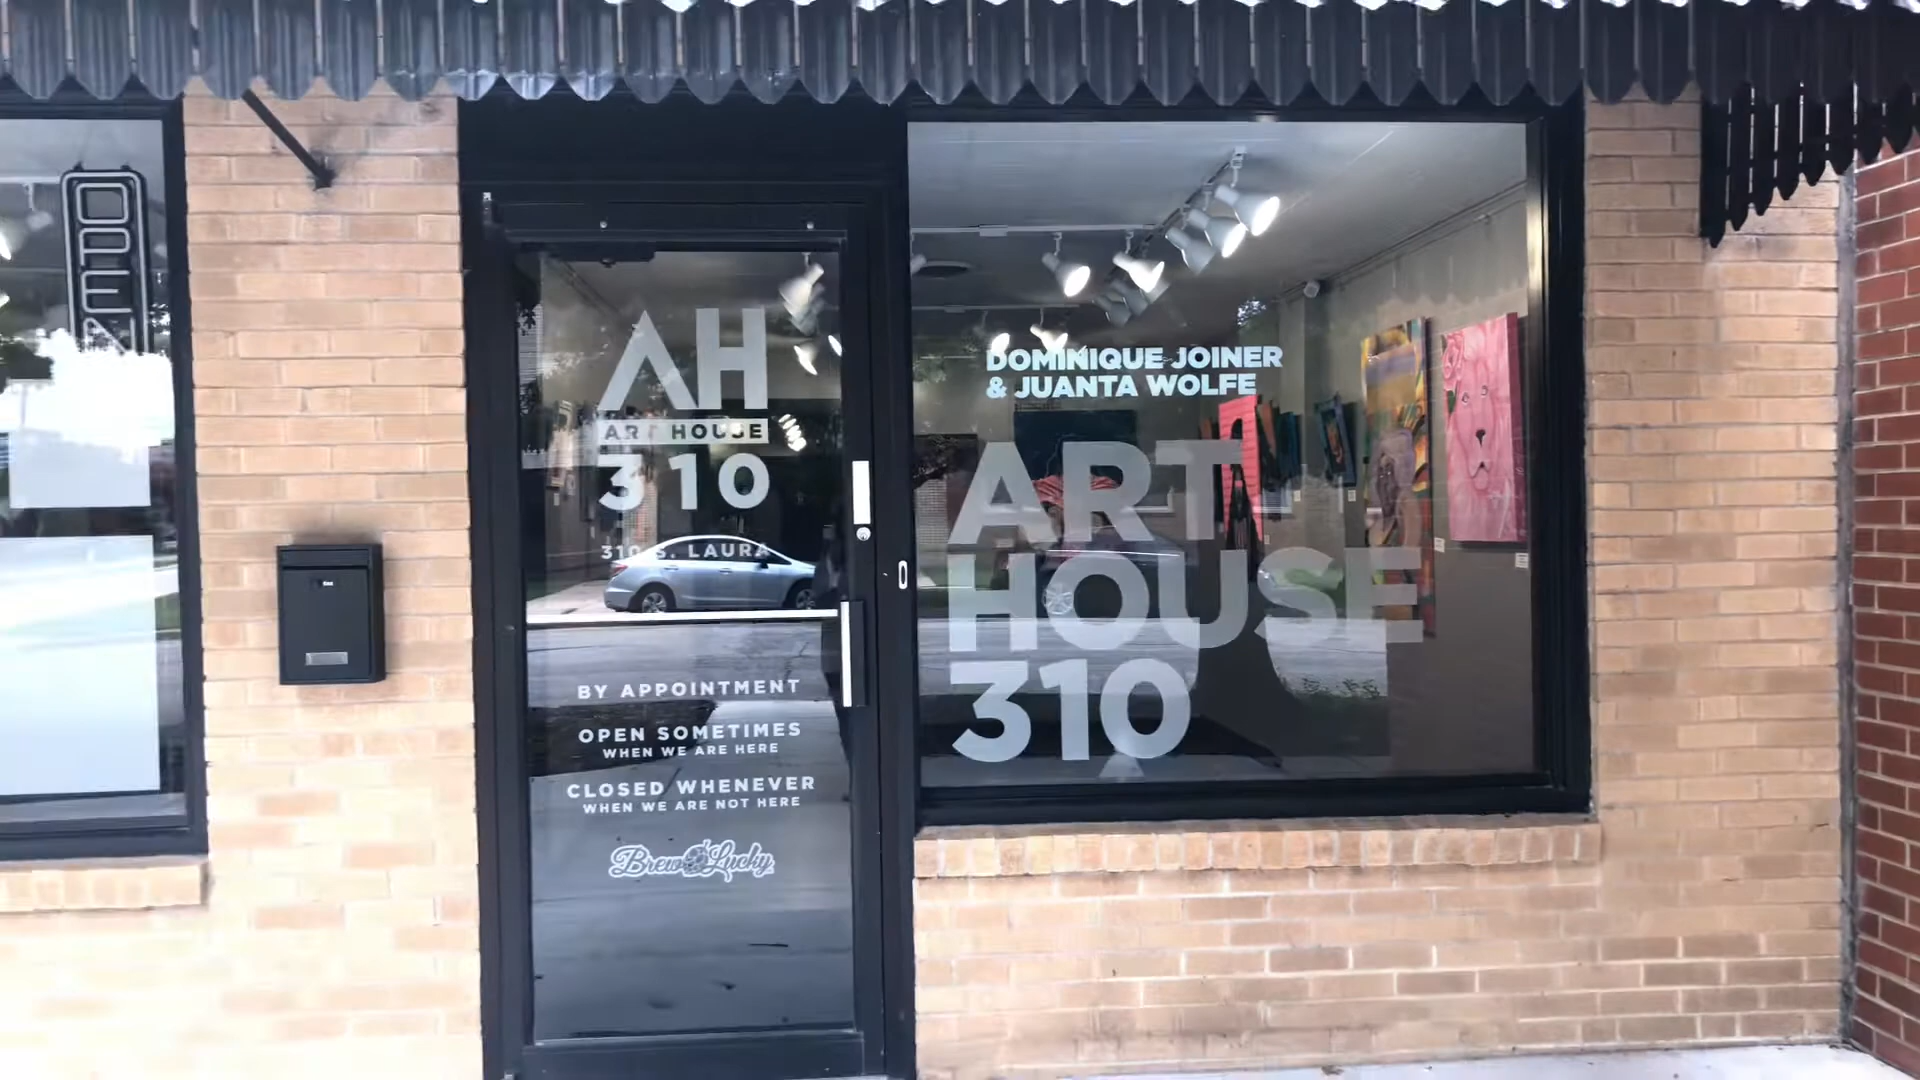 OPEN
AH
ART HOUSE
310
310 S. LAURA
BY APPOINTMENT
OPEN SOMETIMES
WHEN WE ARE HERE
CLOSED WHENEVER
WHEN WE ARE NOT HERE
Brew Lucky
DOMINIQUE JOINER
& JUANTA WOLFE
ART
HOUSE
310